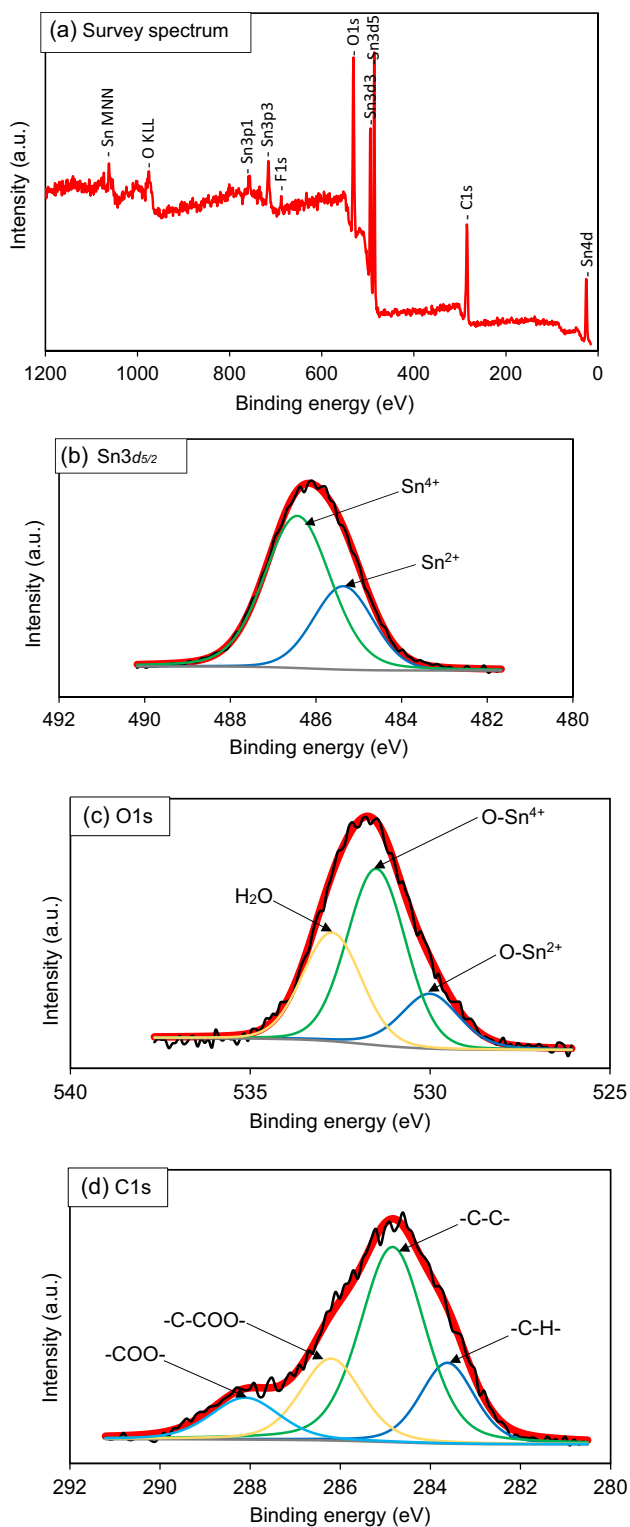 (a) Survey spectrum
Intensity (a.u.)
Sn MNN
O KLL
Sn3p1
Sn3p3
F1s
O1s
Sn3d3
Sn3d5
C1s
Sn4d
1200 1000 800 600 400 200 0
Binding energy (eV)
(b) Sn3d5/2
Intensity (a.u.)
Sn4+
Sn2+
492 490 488 486 484 482 480
Binding energy (eV)
(c) O1s
Intensity (a.u.)
O-Sn4+
H2O
O-Sn2+
540 535 530 525
Binding energy (eV)
(d) C1s
Intensity (a.u.)
-C-C-
-C-COO-
-C-H-
-COO-
292 290 288 286 284 282 280
Binding energy (eV)